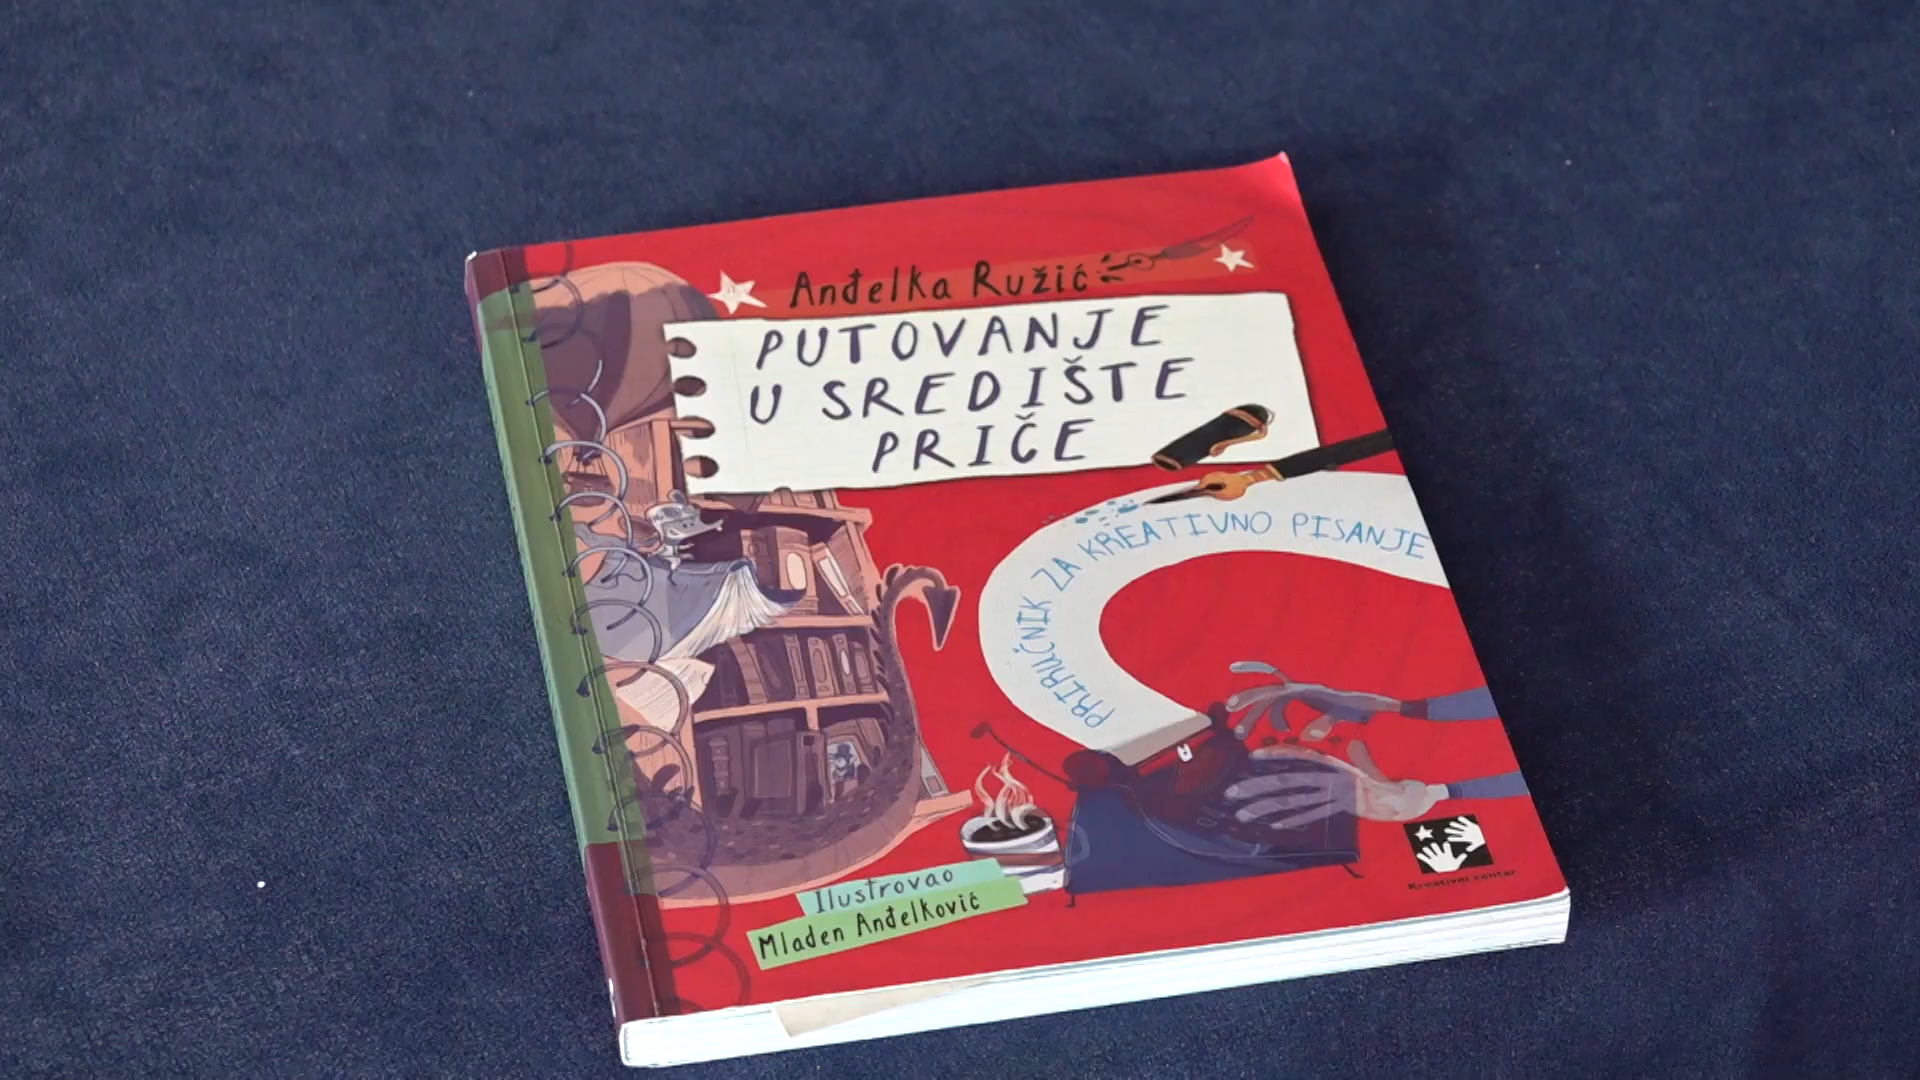 Anđelka Ružić
PUTOVANJE
U SREDIŠTE
PRIČE
PRIRUČNIK ZA KREATIVNO PISANJE
Ilustrovao
Mladen Anđelković
Kreativni centar